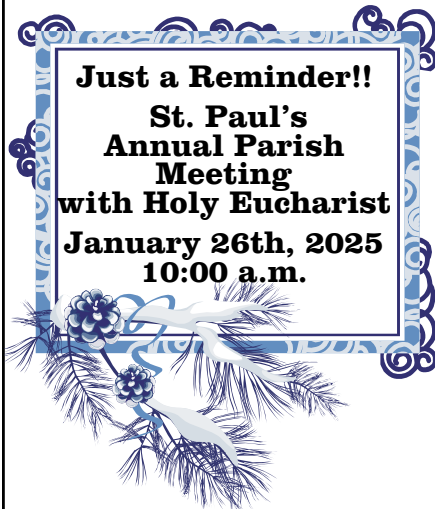 Just a Reminder!!
St. Paul’s
Annual Parish
Meeting
with Holy Eucharist
January 26th, 2025
10:00 a.m.